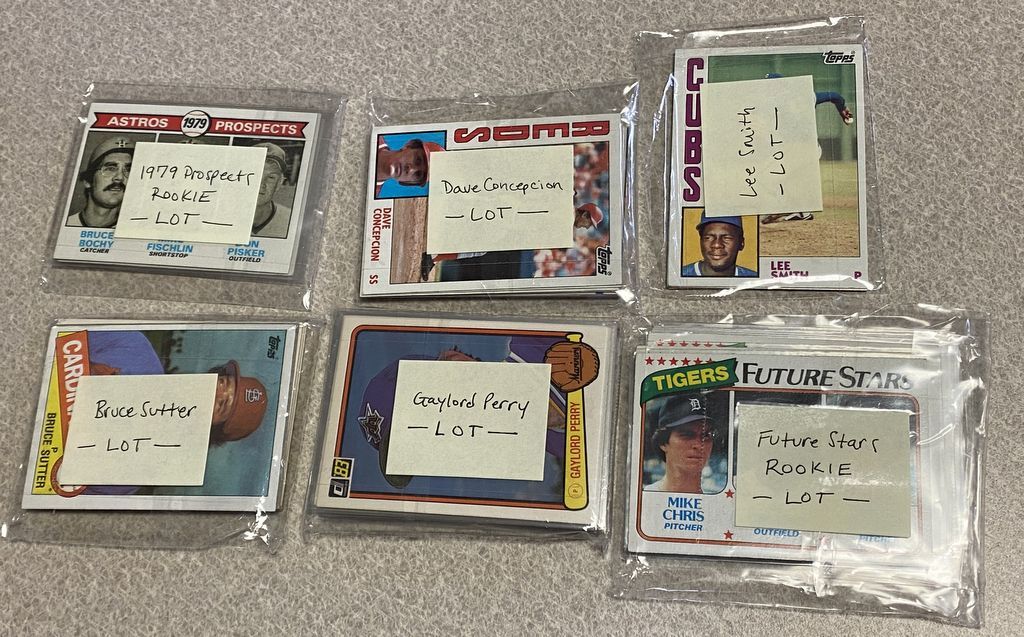 ASTROS 1979 PROSPECTS
1979 Prospects
ROOKIE
— LOT —
BRUCE
BOCHY
CATCHER
FISCHLIN
SHORTSTOP
PISKER
OUTFIELD
REDS
Dave Concepcion
— LOT —
DAVE
CONCEPCION SS
Topps
Topps
CUBS
Lee Smith
— LOT —
LEE
SMITH P
Topps
Bruce Sutter
— LOT —
P
BRUCE SUTTER
Mariners
Gaylord Perry
— LOT —
P GAYLORD PERRY
D 83
TIGERS FUTURE STARS
Future Stars
ROOKIE
— LOT —
MIKE
CHRIS
PITCHER
OUTFIELD